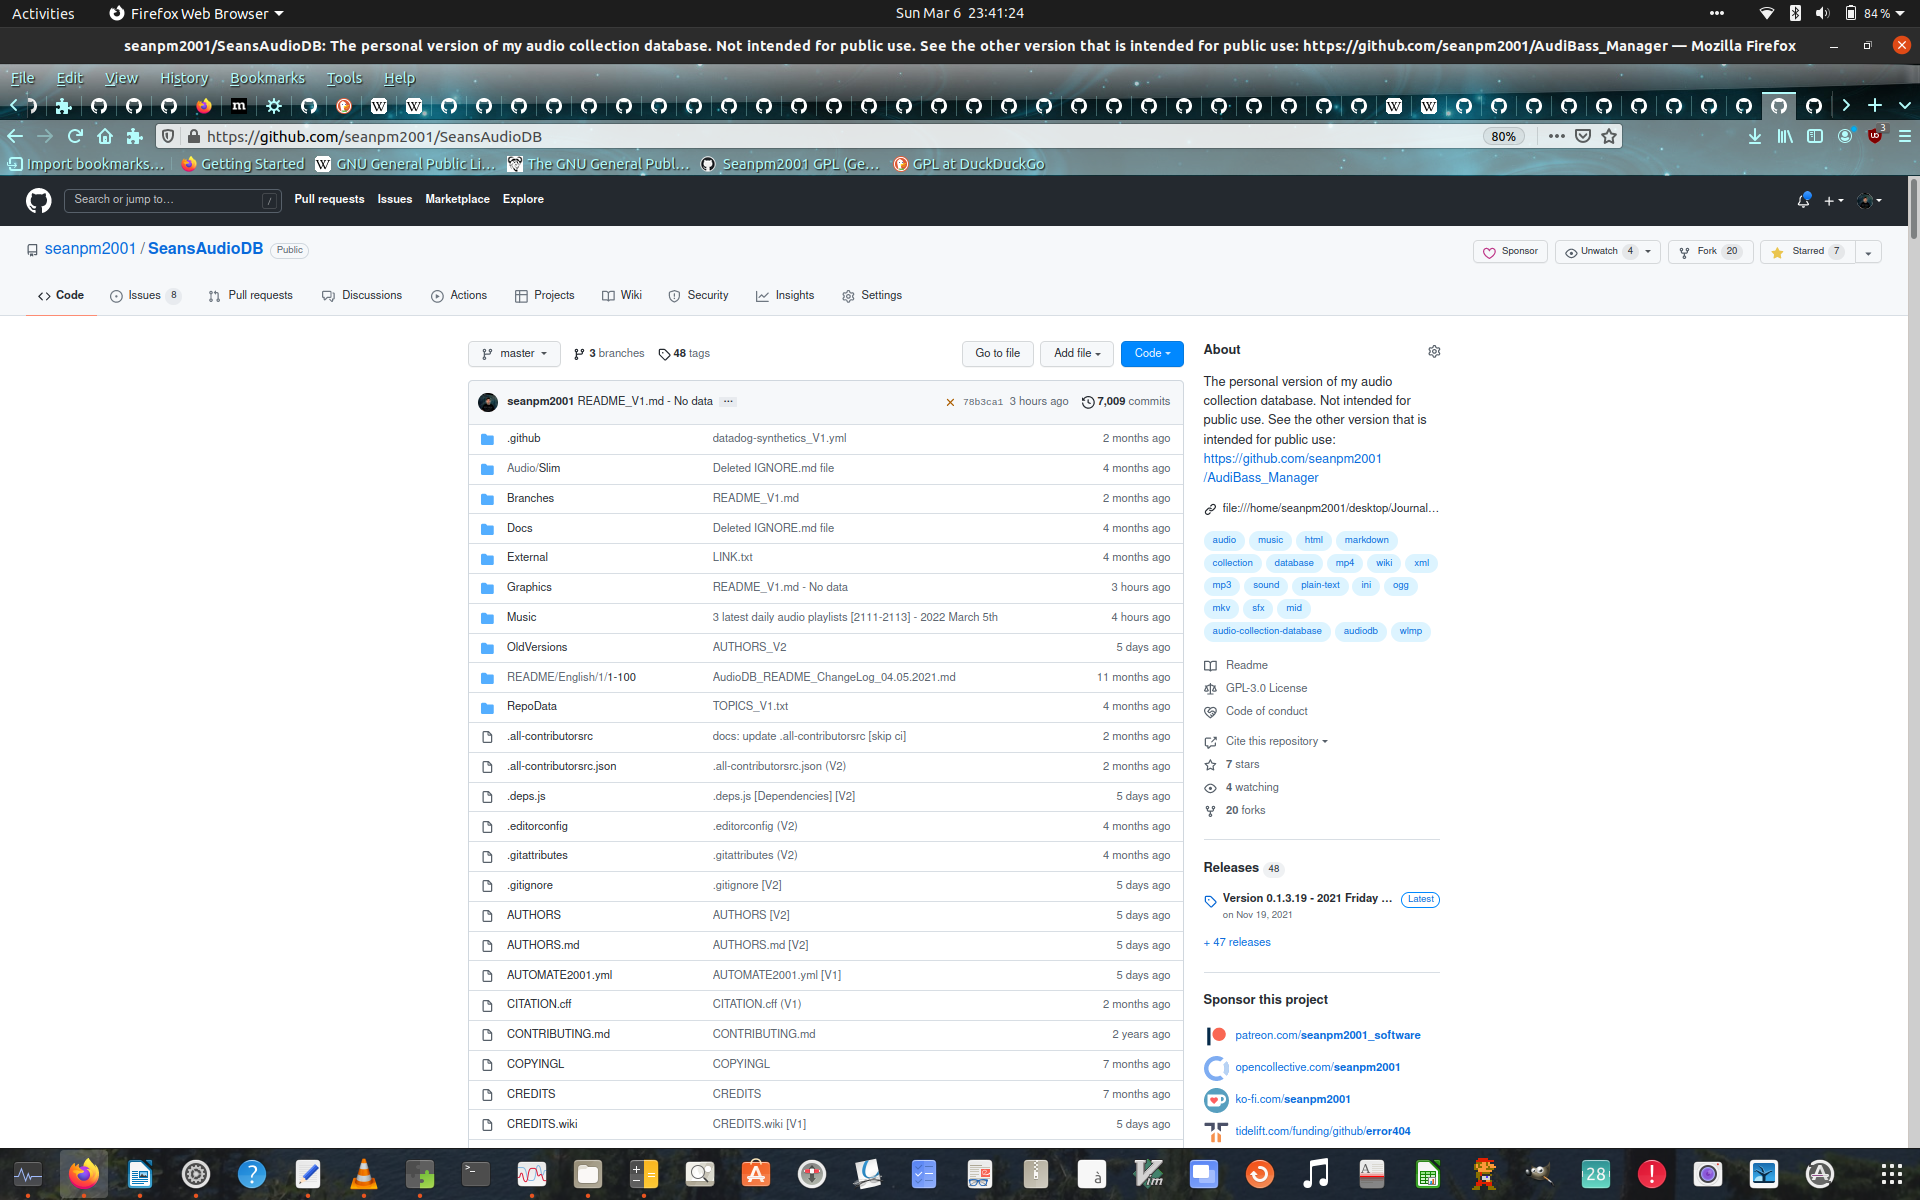 Activities
Firefox Web Browser
Sun Mar 6 23:41:24
84 %
seanpm2001/SeansAudioDB: The personal version of my audio collection database. Not intended for public use. See the other version that is intended for public use: https://github.com/seanpm2001/AudiBass_Manager — Mozilla Firefox
File Edit View History Bookmarks Tools Help
https://github.com/seanpm2001/SeansAudioDB
80%
3
Import bookmarks… Getting Started GNU General Public Li… The GNU General Publ… Seanpm2001 GPL (Ge… GPL at DuckDuckGo
Search or jump to… /
Pull requests Issues Marketplace Explore
seanpm2001 / SeansAudioDB Public
Sponsor Unwatch 4 Fork 20 Starred 7
Code Issues 8 Pull requests Discussions Actions Projects Wiki Security Insights Settings
master 3 branches 48 tags
Go to file Add file Code
seanpm2001 README_V1.md - No data … 78b3ca1 3 hours ago 7,009 commits
.github datadog-synthetics_V1.yml 2 months ago
Audio/Slim Deleted IGNORE.md file 4 months ago
Branches README_V1.md 2 months ago
Docs Deleted IGNORE.md file 4 months ago
External LINK.txt 4 months ago
Graphics README_V1.md - No data 3 hours ago
Music 3 latest daily audio playlists [2111-2113] - 2022 March 5th 4 hours ago
OldVersions AUTHORS_V2 5 days ago
README/English/1/1-100 AudioDB_README_ChangeLog_04.05.2021.md 11 months ago
RepoData TOPICS_V1.txt 4 months ago
.all-contributorsrc docs: update .all-contributorsrc [skip ci] 2 months ago
.all-contributorsrc.json .all-contributorsrc.json (V2) 2 months ago
.deps.js .deps.js [Dependencies] [V2] 5 days ago
.editorconfig .editorconfig (V2) 4 months ago
.gitattributes .gitattributes (V2) 4 months ago
.gitignore .gitignore [V2] 5 days ago
AUTHORS AUTHORS [V2] 5 days ago
AUTHORS.md AUTHORS.md [V2] 5 days ago
AUTOMATE2001.yml AUTOMATE2001.yml [V1] 5 days ago
CITATION.cff CITATION.cff (V1) 2 months ago
CONTRIBUTING.md CONTRIBUTING.md 2 years ago
COPYINGL COPYINGL 7 months ago
CREDITS CREDITS 7 months ago
CREDITS.wiki CREDITS.wiki [V1] 5 days ago
About
The personal version of my audio
collection database. Not intended for
public use. See the other version that is
intended for public use:
https://github.com/seanpm2001
/AudiBass_Manager
file:///home/seanpm2001/desktop/Journal…
audio music html markdown
collection database mp4 wiki xml
mp3 sound plain-text ini ogg
mkv sfx mid
audio-collection-database audiodb wlmp
Readme
GPL-3.0 License
Code of conduct
Cite this repository
7 stars
4 watching
20 forks
Releases 48
Version 0.1.3.19 - 2021 Friday … Latest
on Nov 19, 2021
+ 47 releases
Sponsor this project
patreon.com/seanpm2001_software
opencollective.com/seanpm2001
ko-fi.com/seanpm2001
tidelift.com/funding/github/error404
28